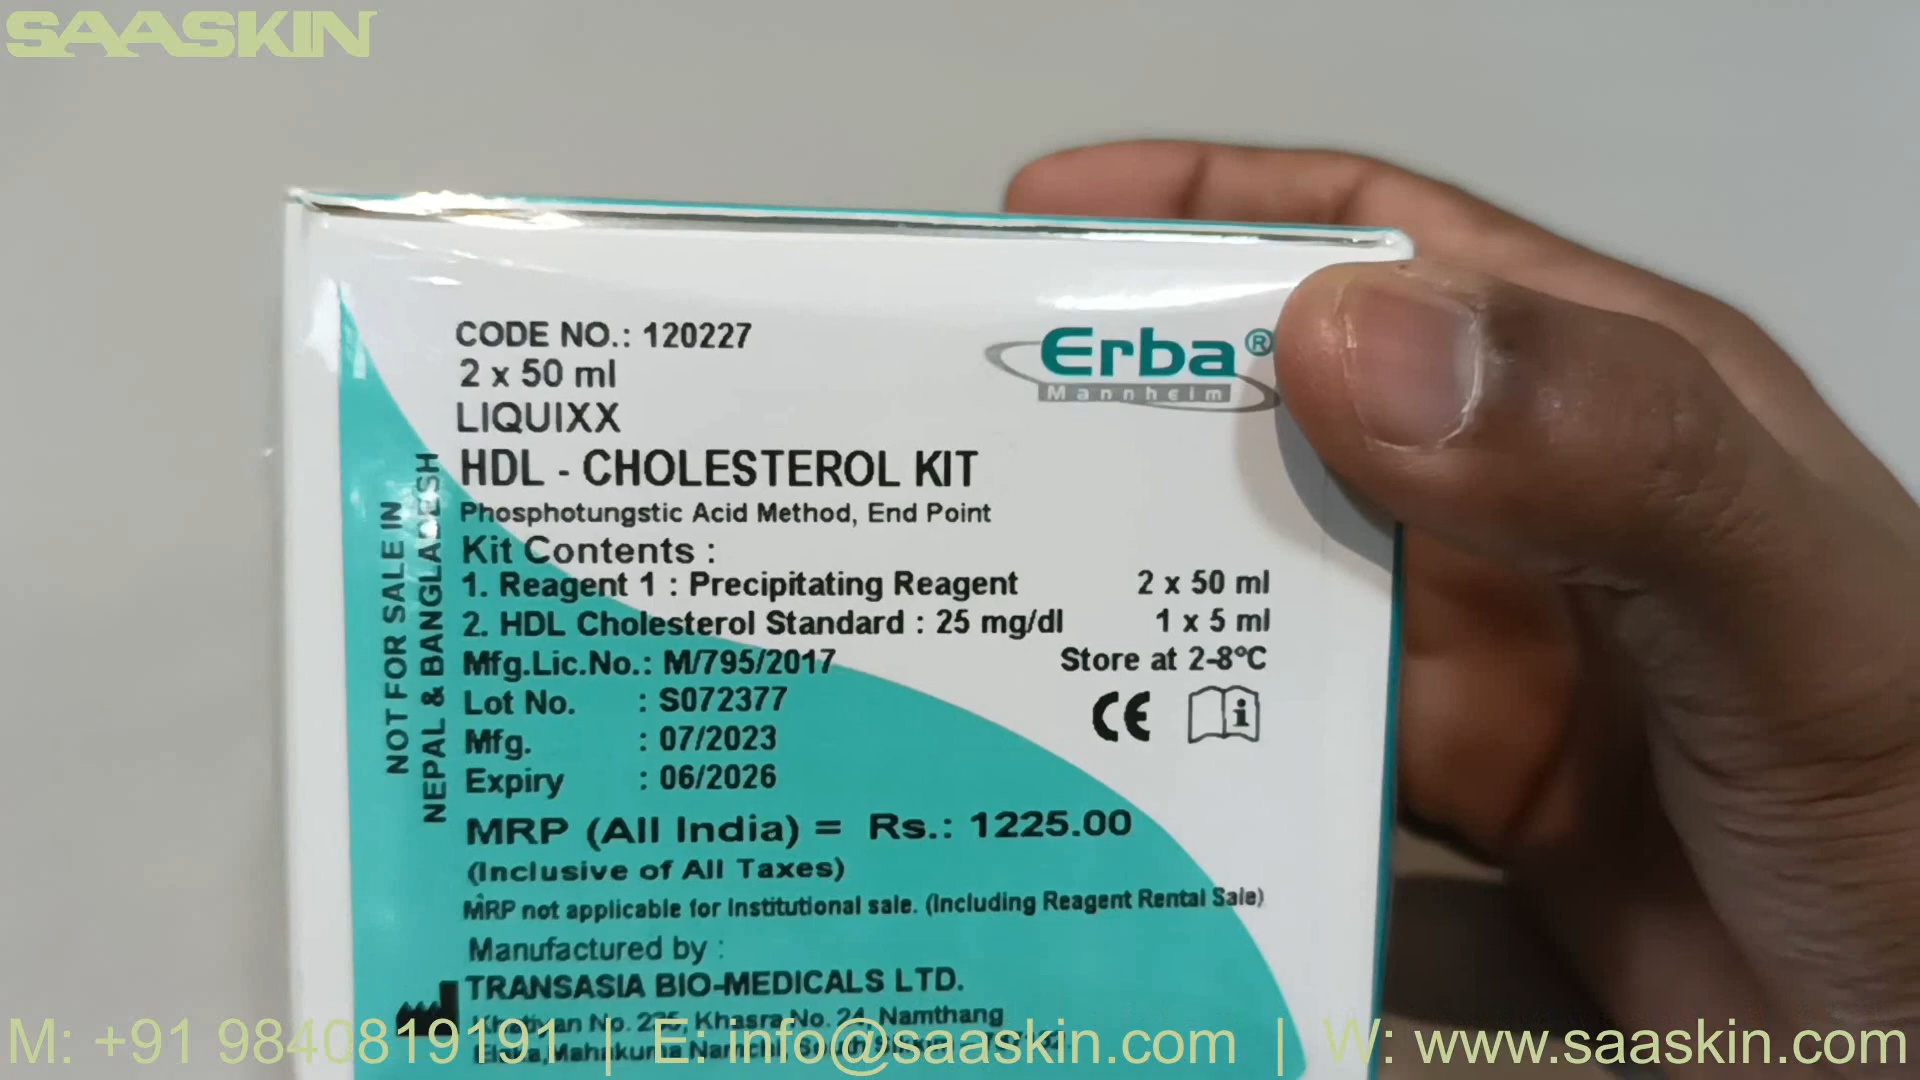 SAASKIN
CODE NO.: 120227
2 x 50 ml
LIQUIXX
HDL - CHOLESTEROL KIT
Phosphotungstic Acid Method, End Point
Kit Contents :
1. Reagent 1 : Precipitating Reagent 2 x 50 ml
2. HDL Cholesterol Standard : 25 mg/dl 1 x 5 ml
Mfg.Lic.No.: M/795/2017 Store at 2-8°C
Lot No. : S072377
Mfg. : 07/2023
Expiry : 06/2026
MRP (All India) = Rs.: 1225.00
(Inclusive of All Taxes)
MRP not applicable for Institutional sale. (Including Reagent Rental Sale)
Manufactured by :
TRANSASIA BIO-MEDICALS LTD.
No. Khasra No. 24, Namthang
Erba®
Mannheim
CE
i
NOT FOR SALE IN
NEPAL & BANGLADESH
M: +91 9840819191 | E: info@saaskin.com | W: www.saaskin.com